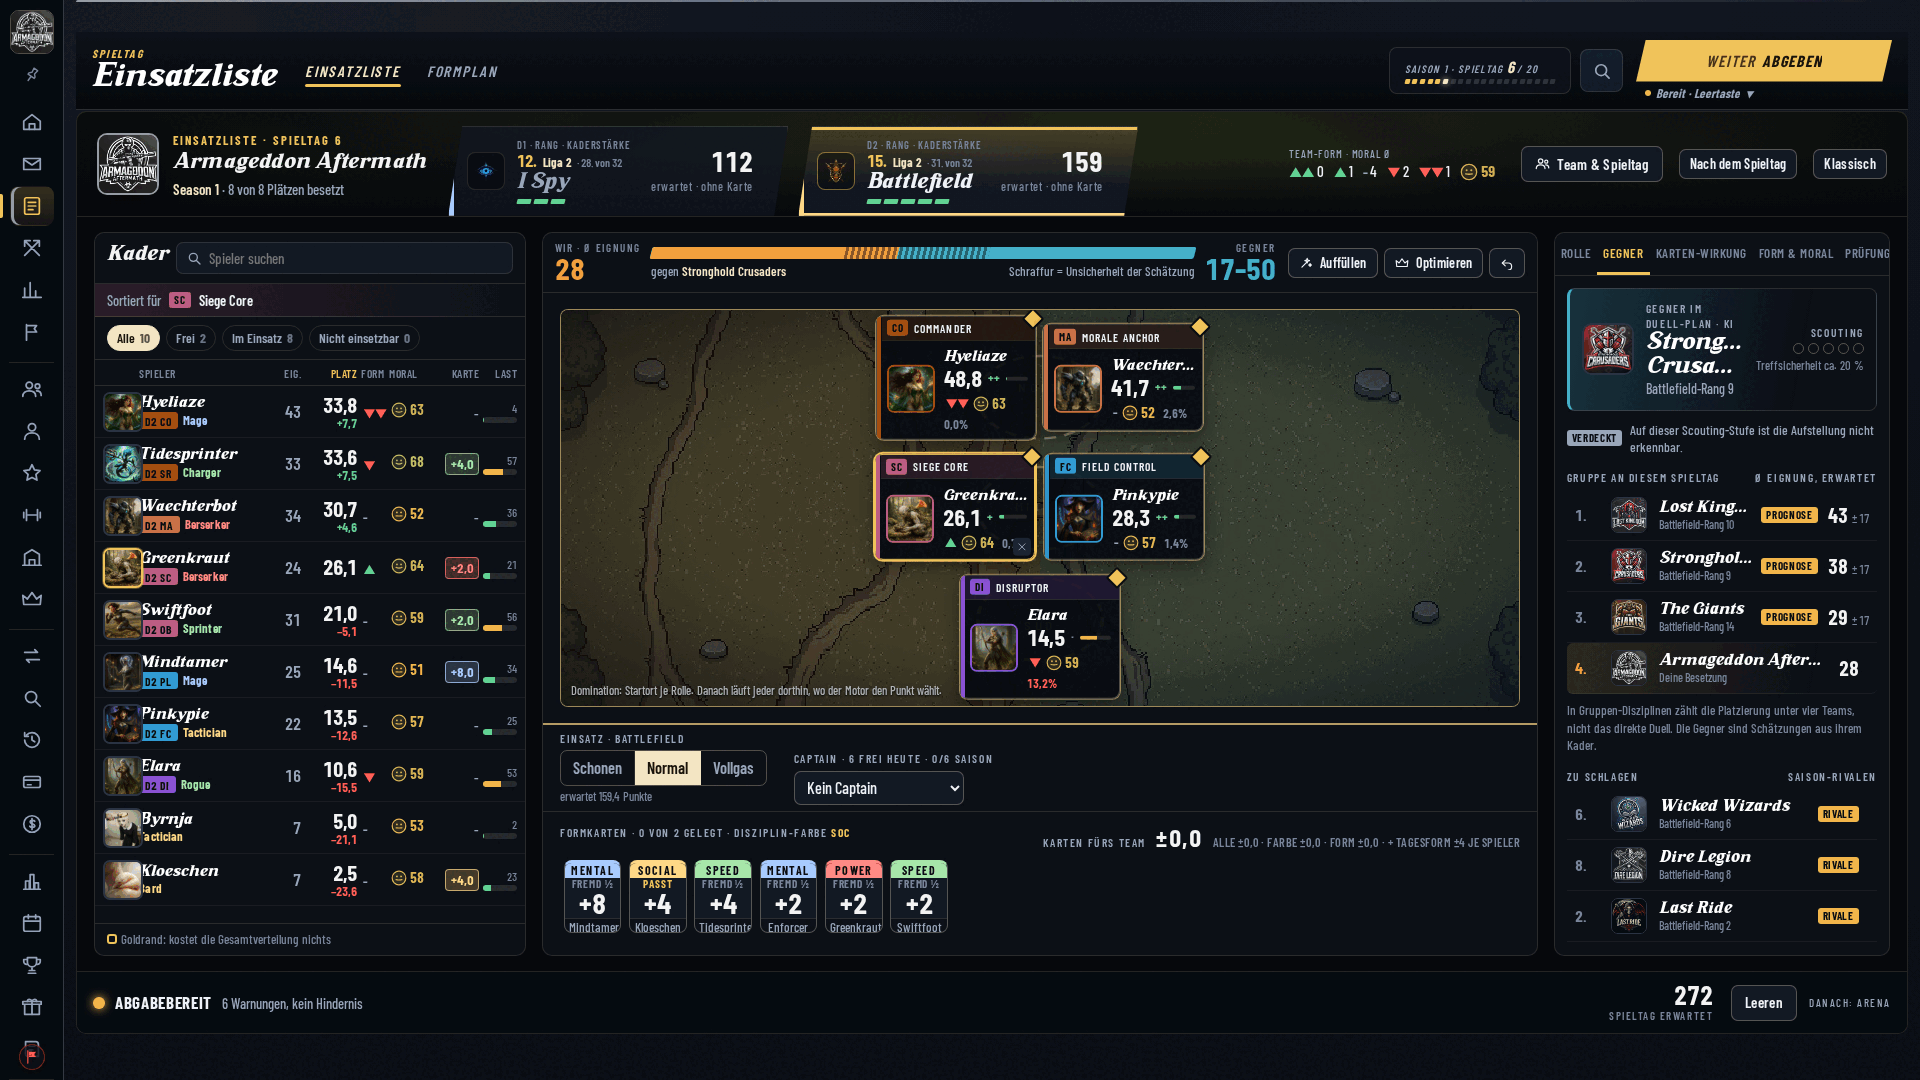 SPIELTAG
Einsatzliste
EINSATZLISTE
FORMPLAN
SAISON 1 · SPIELTAG 6 / 20
WEITER ABGEBEN
Bereit · Leertaste ▼
EINSATZLISTE · SPIELTAG 6
Armageddon Aftermath
Season 1 · 8 von 8 Plätzen besetzt
D1 · RANG · KADERSTÄRKE
12. Liga 2 · 28. von 32
I Spy
112
erwartet · ohne Karte
D2 · RANG · KADERSTÄRKE
15. Liga 2 · 31. von 32
Battlefield
159
erwartet · ohne Karte
TEAM-FORM · MORAL Ø
▲▲0 ▲1 –4 ▼2 ▼▼1 59
Team & Spieltag
Nach dem Spieltag
Klassisch
Kader
Spieler suchen
Sortiert für SC Siege Core
Alle 10
Frei 2
Im Einsatz 8
Nicht einsetzbar 0
SPIELER EIG. PLATZ FORM MORAL KARTE LAST
Hyeliaze
D2 CO Mage
43 33,8 +7,7 ▼▼ 63 – 4
Tidesprinter
D2 SR Charger
33 33,6 +7,5 ▼ 68 +4,0 57
Waechterbot
D2 MA Berserker
34 30,7 +4,6 – 52 – 36
Greenkraut
D2 SC Berserker
24 26,1 ▲ 64 +2,0 21
Swiftfoot
D2 OB Sprinter
31 21,0 –5,1 – 59 +2,0 56
Mindtamer
D2 PL Mage
25 14,6 –11,5 – 51 +8,0 34
Pinkypie
D2 FC Tactician
22 13,5 –12,6 – 57 – 25
Elara
D2 DI Rogue
16 10,6 –15,5 ▼ 59 – 53
Byrnja
actician
7 5,0 –21,1 – 53 – 2
Kloeschen
ard
7 2,5 –23,6 – 58 +4,0 23
Goldrand: kostet die Gesamtverteilung nichts
WIR · Ø EIGNUNG
28
gegen Stronghold Crusaders
Schraffur = Unsicherheit der Schätzung
GEGNER
17–50
Auffüllen
Optimieren
CO COMMANDER
Hyeliaze
48,8 ++
▼▼ 63
0,0%
MA MORALE ANCHOR
Waechter...
41,7 ++
– 52 2,6%
SC SIEGE CORE
Greenkra...
26,1 +
▲ 64
FC FIELD CONTROL
Pinkypie
28,3 ++
– 57 1,4%
DI DISRUPTOR
Elara
14,5 ·
▼ 59
13,2%
Domination: Startort je Rolle. Danach läuft jeder dorthin, wo der Motor den Punkt wählt.
EINSATZ · BATTLEFIELD
Schonen
Normal
Vollgas
erwartet 159,4 Punkte
CAPTAIN · 6 FREI HEUTE · 0/6 SAISON
Kein Captain
FORMKARTEN · 0 VON 2 GELEGT · DISZIPLIN-FARBE SOC
KARTEN FÜRS TEAM ±0,0 ALLE ±0,0 · FARBE ±0,0 · FORM ±0,0 · + TAGESFORM ±4 JE SPIELER
MENTAL
FREMD ½
+8
Mindtamer
SOCIAL
PASST
+4
Kloeschen
SPEED
FREMD ½
+4
Tidesprinte
MENTAL
FREMD ½
+2
Enforcer
POWER
FREMD ½
+2
Greenkraut
SPEED
FREMD ½
+2
Swiftfoot
ROLLE
GEGNER
KARTEN-WIRKUNG
FORM & MORAL
PRÜFUNG
GEGNER IM
DUELL-PLAN · KI
Strong...
Crusa...
Battlefield-Rang 9
SCOUTING
Treffsicherheit ca. 20 %
VERDECKT
Auf dieser Scouting-Stufe ist die Aufstellung nicht
erkennbar.
GRUPPE AN DIESEM SPIELTAG
Ø EIGNUNG, ERWARTET
1. Lost King...
Battlefield-Rang 10
PROGNOSE 43 ±17
2. Stronghol...
Battlefield-Rang 9
PROGNOSE 38 ±17
3. The Giants
Battlefield-Rang 14
PROGNOSE 29 ±17
4. Armageddon After...
Deine Besetzung
28
In Gruppen-Disziplinen zählt die Platzierung unter vier Teams,
nicht das direkte Duell. Die Gegner sind Schätzungen aus ihrem
Kader.
ZU SCHLAGEN
SAISON-RIVALEN
6. Wicked Wizards
Battlefield-Rang 6
RIVALE
8. Dire Legion
Battlefield-Rang 8
RIVALE
2. Last Ride
Battlefield-Rang 2
RIVALE
ABGABEBEREIT
6 Warnungen, kein Hindernis
272
SPIELTAG ERWARTET
Leeren
DANACH: ARENA